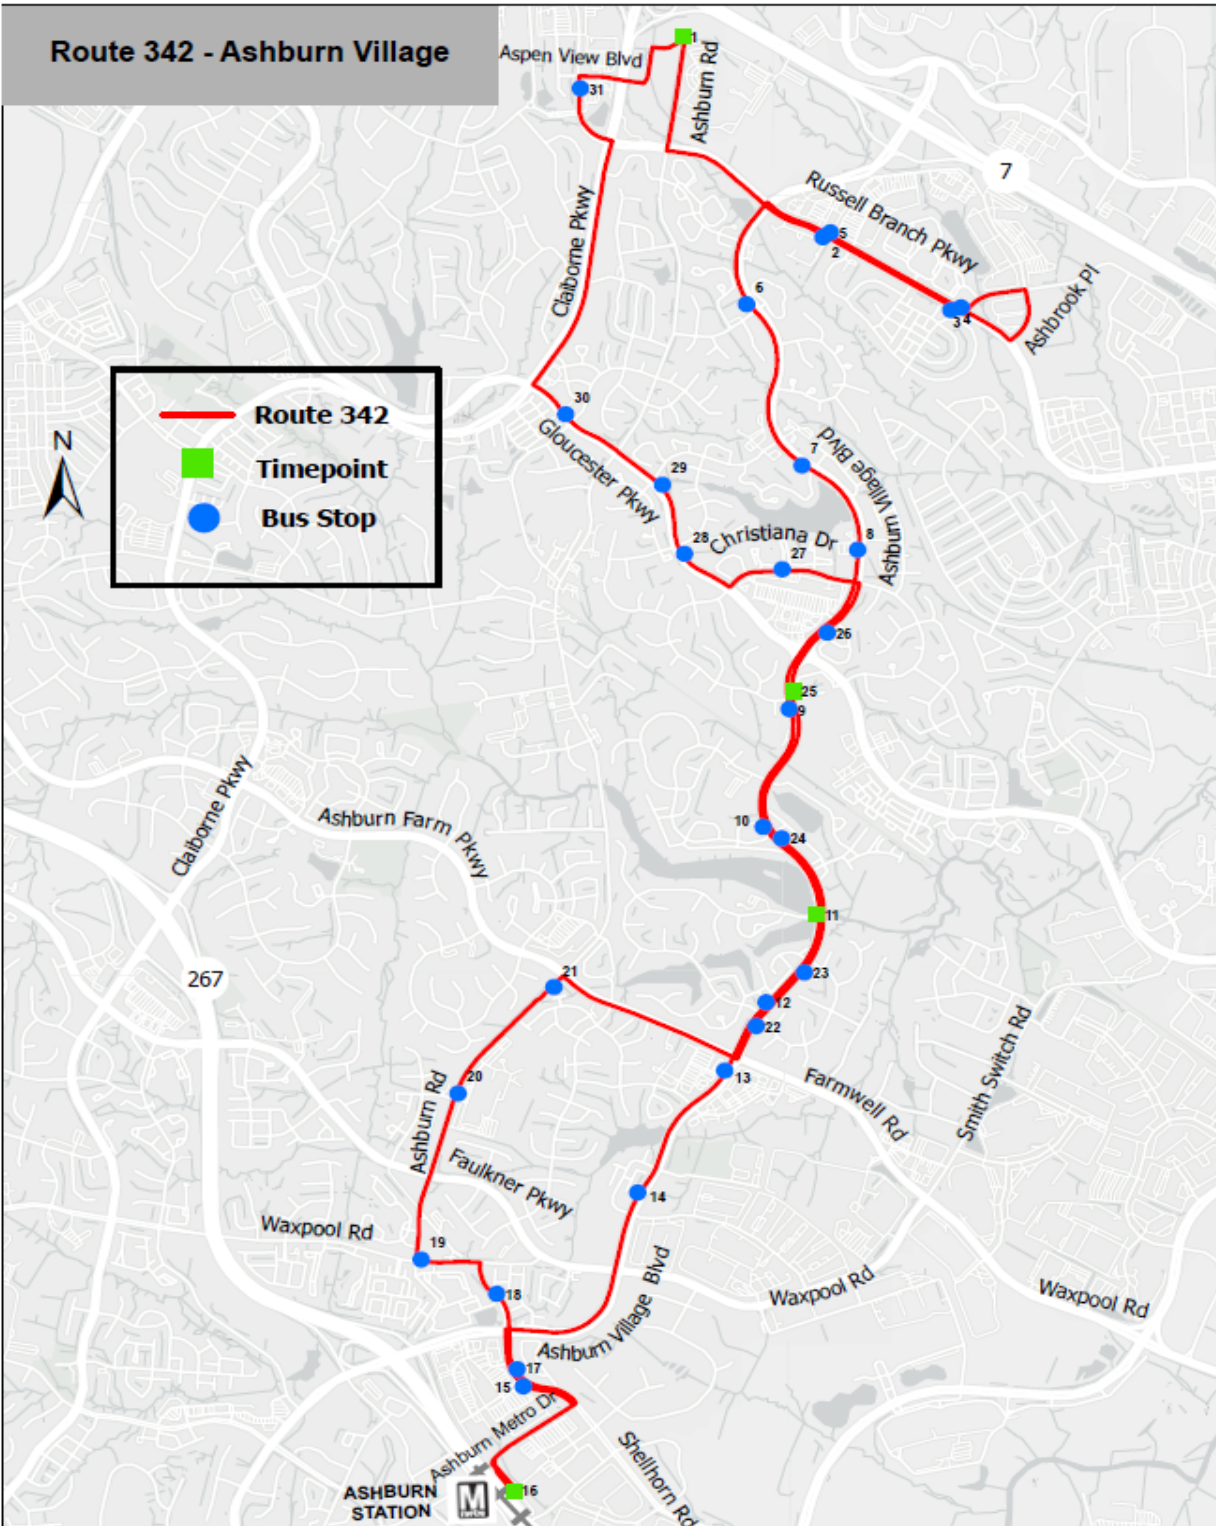 Route 342 - Ashburn Village
1
Aspen View Blvd
Ashburn Rd
31
7
Russell Branch Pkwy
5
2
Claiborne Pkwy
6
3
4
Ashbrook Pl
Route 342
Timepoint
Bus Stop
N
30
Gloucester Pkwy
29
7
Ashburn Village Blvd
28
Christiana Dr
27
8
26
25
9
10
24
Claiborne Pkwy
Ashburn Farm Pkwy
11
267
21
23
12
22
13
Farmwell Rd
Smith Switch Rd
20
Ashburn Rd
Faulkner Pkwy
14
Waxpool Rd
19
18
Waxpool Rd
Waxpool Rd
Ashburn Village Blvd
17
15
Ashburn Metro Dr
Shellhorn Rd
ASHBURN
STATION
M
16